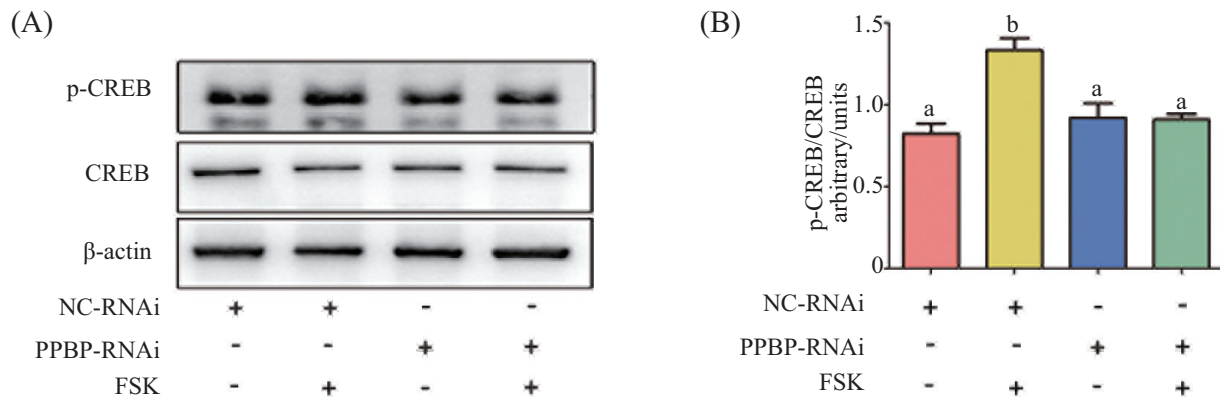 (A)
p-CREB
CREB
β-actin
NC-RNAi + + - -
PPBP-RNAi - - + +
FSK - + - +
(B)
p-CREB/CREB
arbitrary/units
1.5
1.0
0.5
0
a
b
a
a
NC-RNAi + + - -
PPBP-RNAi - - + +
FSK - + - +